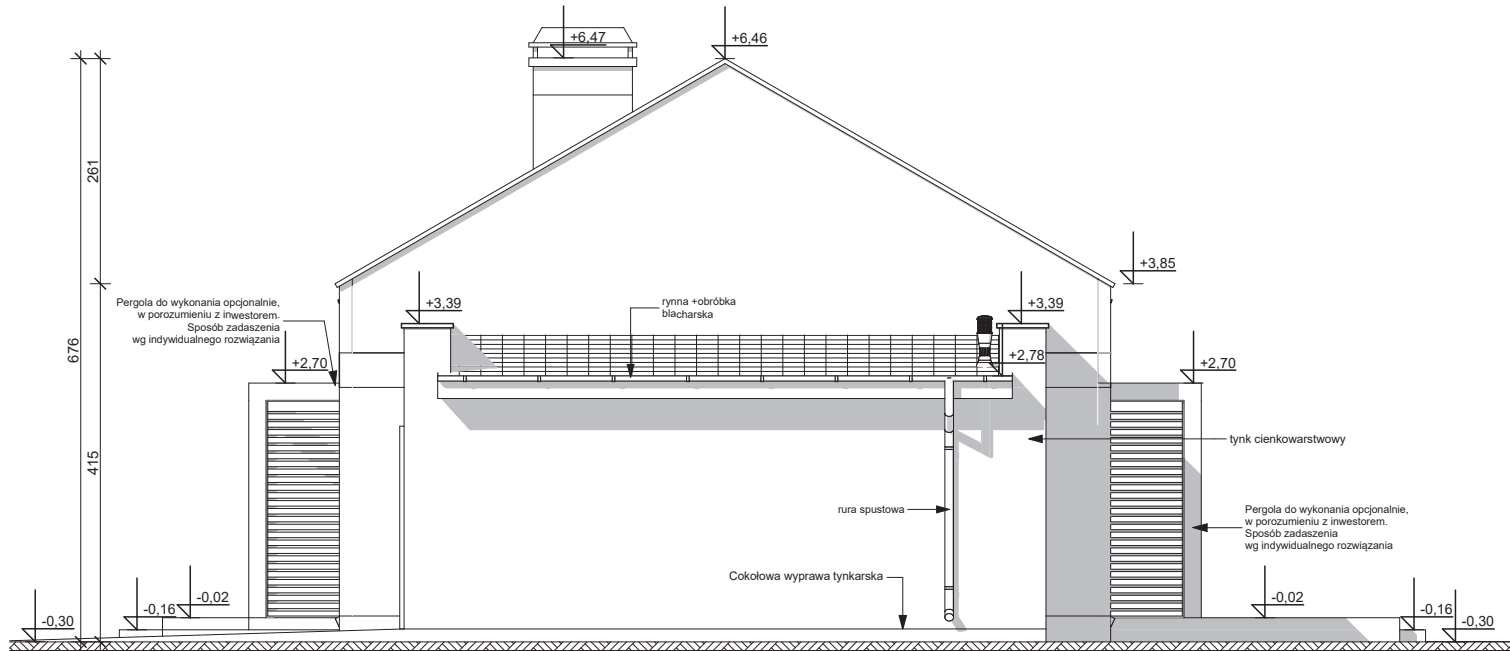 +6,47
+6,46
261
+3,85
Pergola do wykonania opcjonalnie,
w porozumieniu z inwestorem.
Sposób zadaszenia
wg indywidualnego rozwiązania
+3,39
rynna +obróbka
blacharska
+3,39
676
+2,70
+2,78
+2,70
415
tynk cienkowarstwowy
rura spustowa
Pergola do wykonania opcjonalnie,
w porozumieniu z inwestorem.
Sposób zadaszenia
wg indywidualnego rozwiązania
Cokołowa wyprawa tynkarska
-0,30
-0,16
-0,02
-0,02
-0,16
-0,30